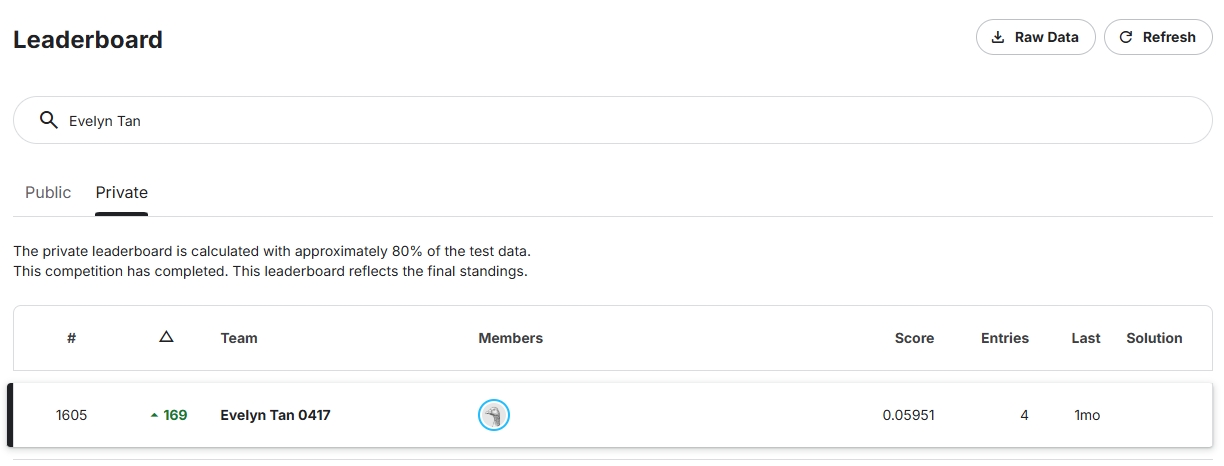 Leaderboard
Raw Data
Refresh
Evelyn Tan
Public Private
The private leaderboard is calculated with approximately 80% of the test data.
This competition has completed. This leaderboard reflects the final standings.
# △ Team Members Score Entries Last Solution
1605 169 Evelyn Tan 0417 0.05951 4 1mo